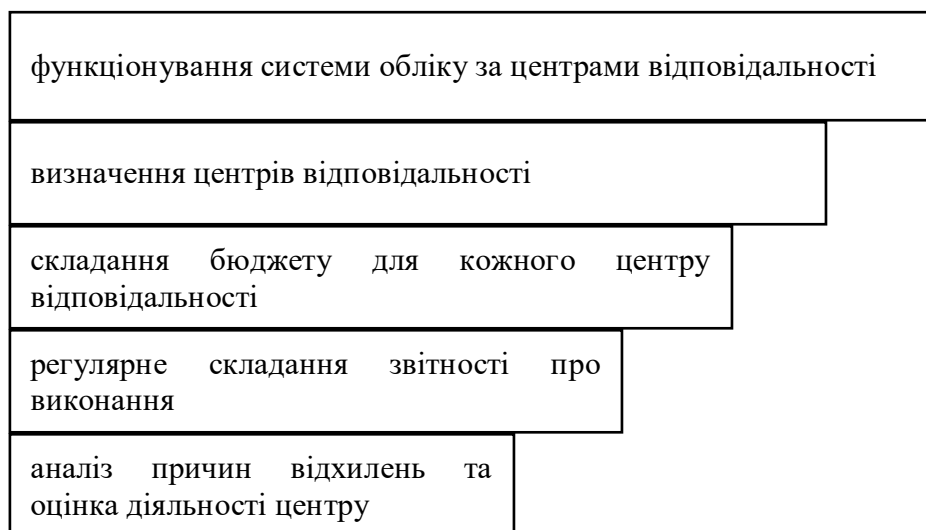 функціонування системи обліку за центрами відповідальності
визначення центрів відповідальності
складання бюджету для кожного центру
відповідальності
регулярне складання звітності про
виконання
аналіз причин відхилень та
оцінка діяльності центру